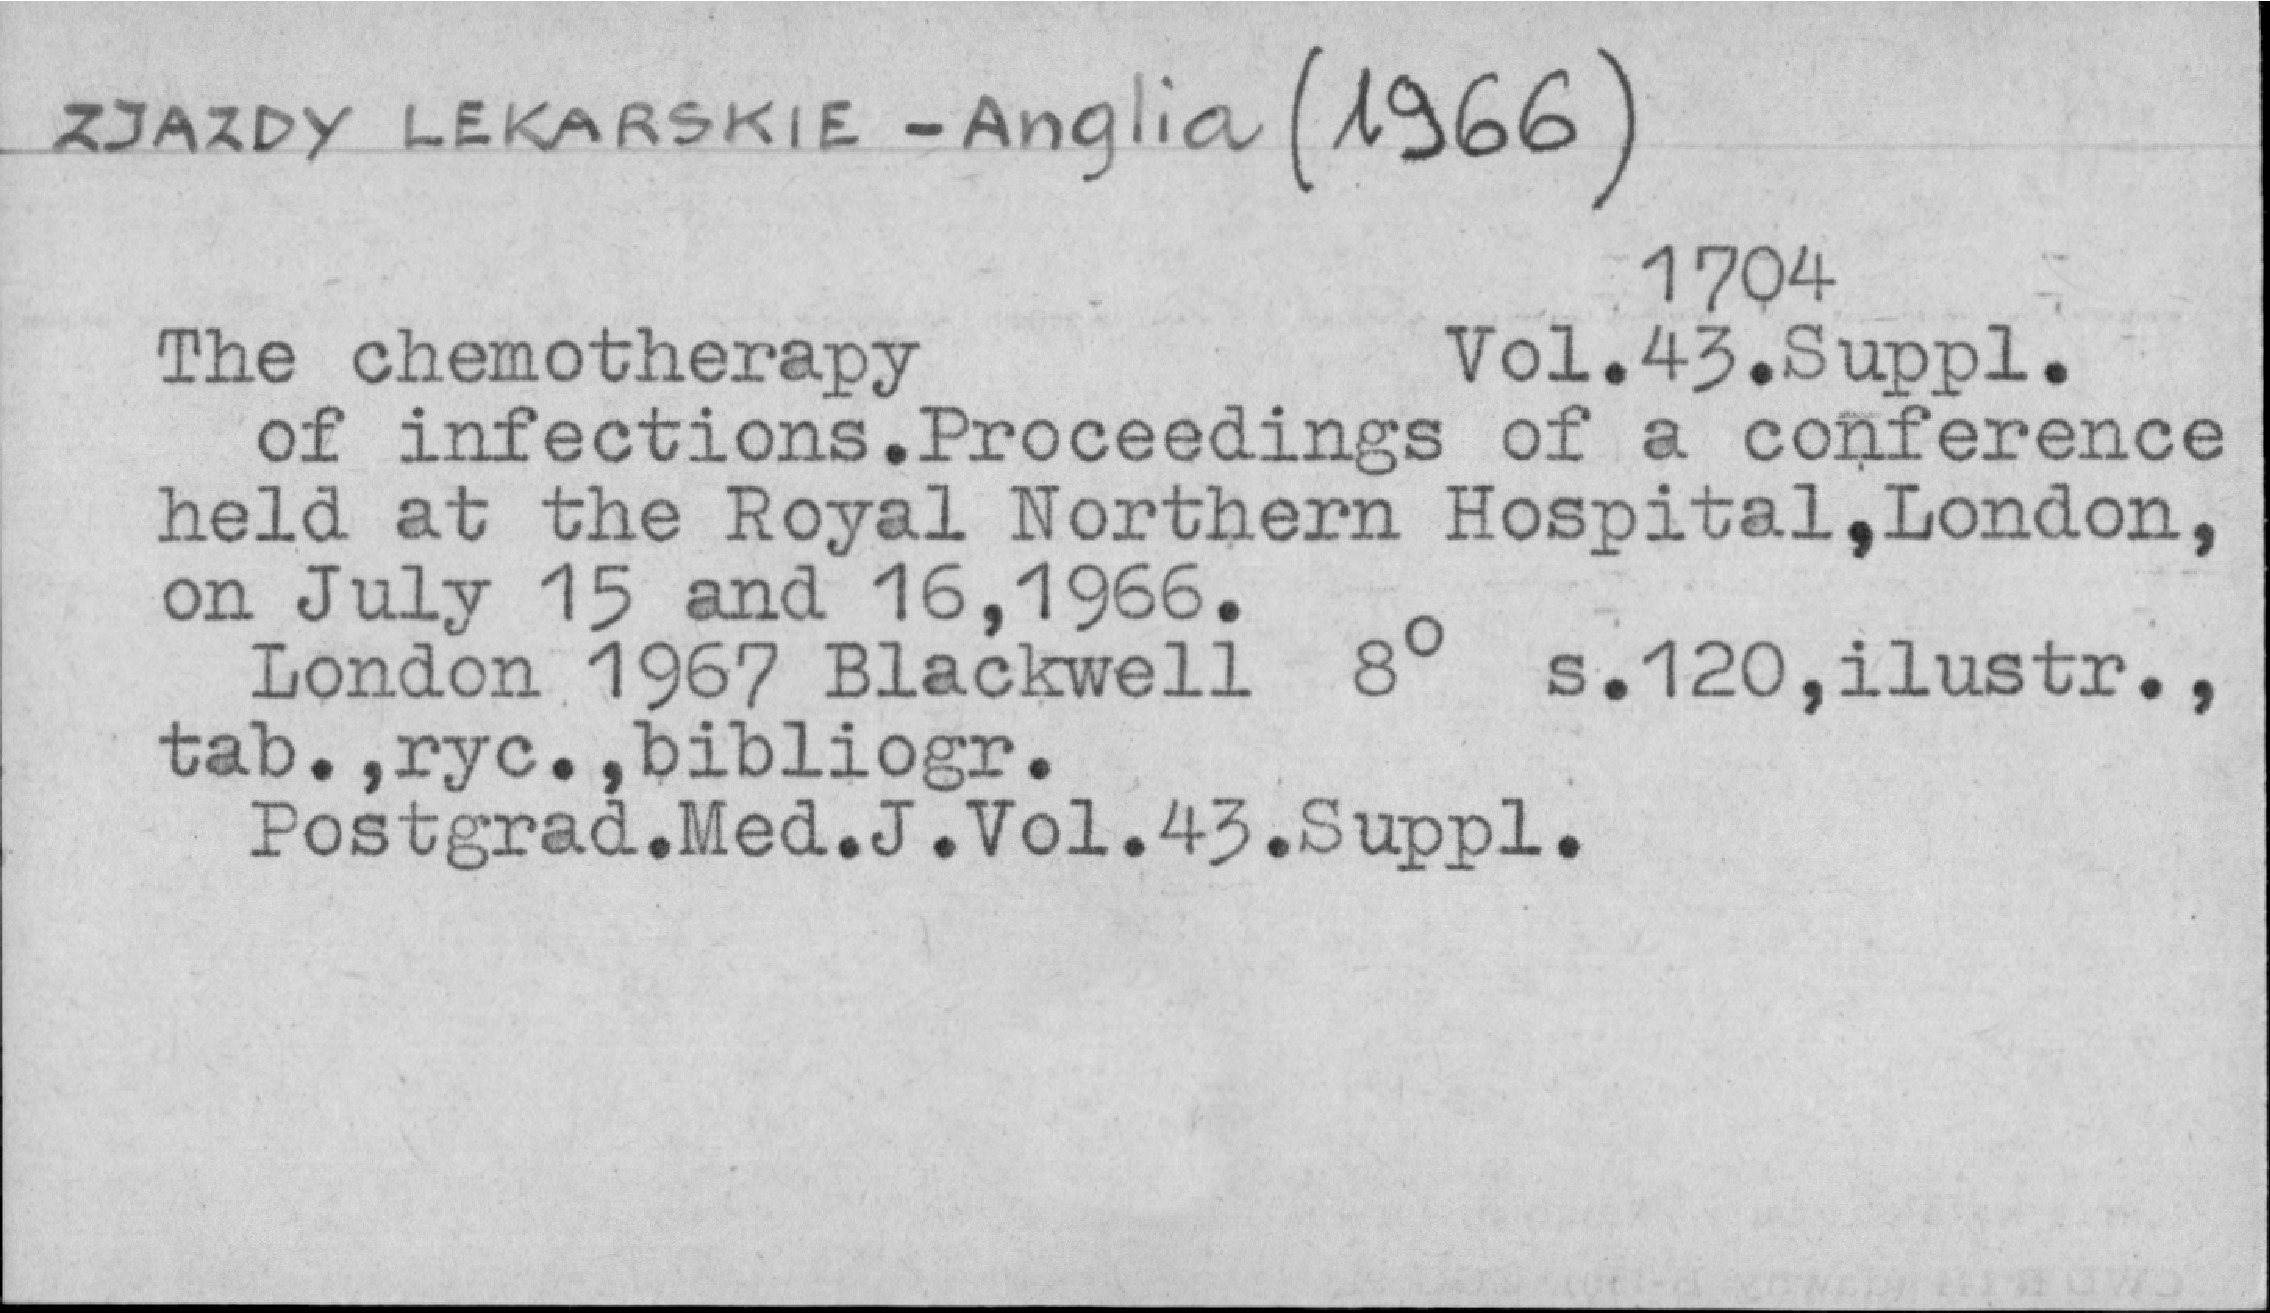 ZJAZDY LEKARSKIE - Anglia (1966)
1704
The chemotherapy Vol.43.Suppl.
of infections.Proceedings of a conference
held at the Royal Northern Hospital,London,
on July 15 and 16,1966.
London 1967 Blackwell 8° s.120,ilustr.,
tab.,ryc.,bibliogr.
Postgrad.Med.J.Vol.43.Suppl.